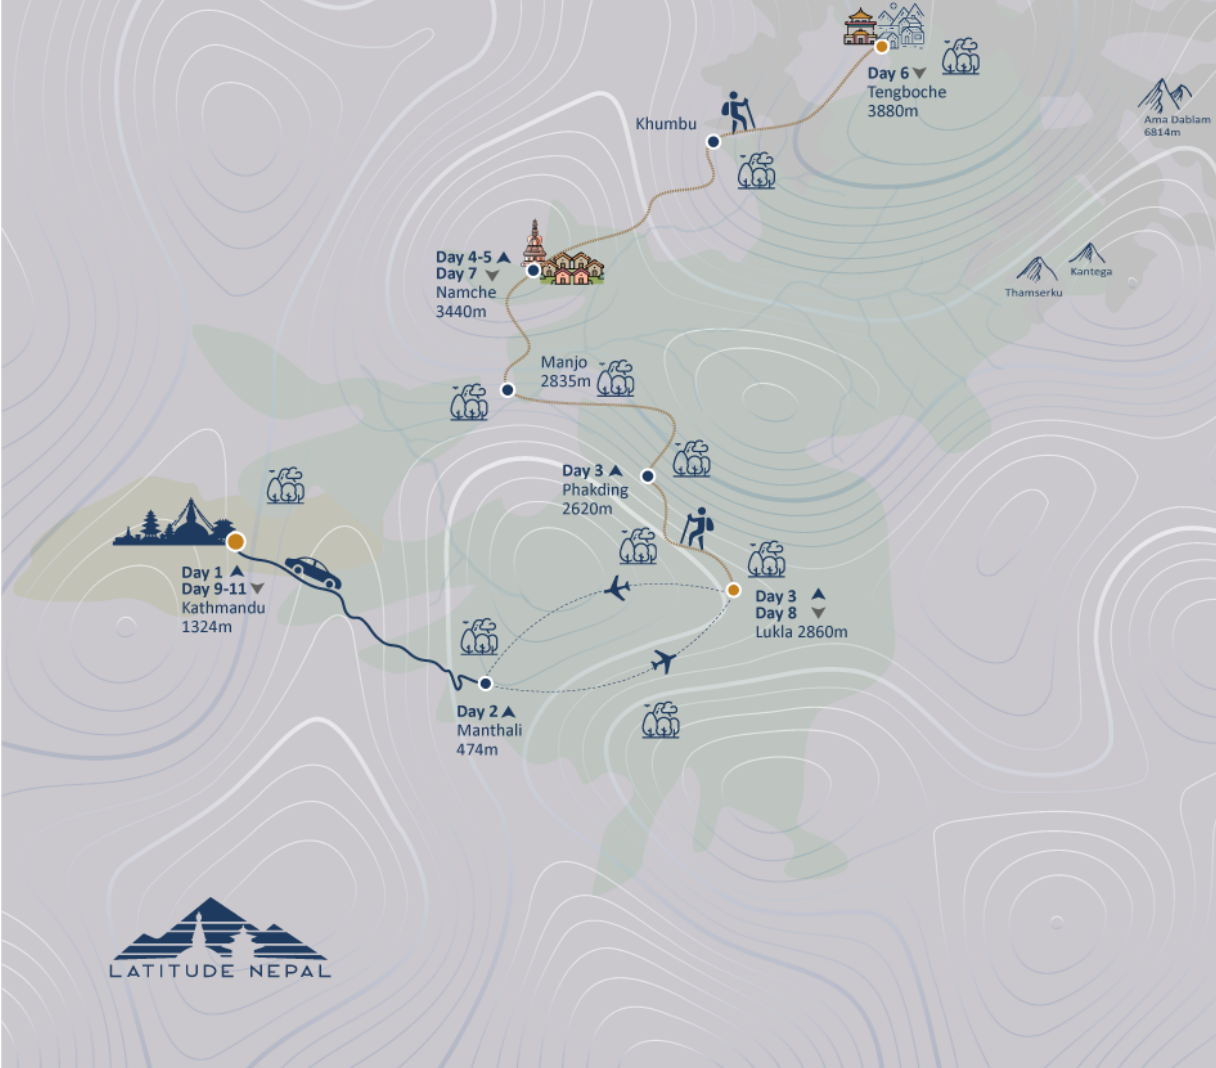 Day 6
Tengboche
3880m
Ama Dablam
6814m
Khumbu
Day 4-5
Day 7
Namche
3440m
Kantega
Thamserku
Manjo
2835m
Day 3
Phakding
2620m
Day 1
Day 9-11
Kathmandu
1324m
Day 3
Day 8
Lukla 2860m
Day 2
Manthali
474m
LATITUDE NEPAL